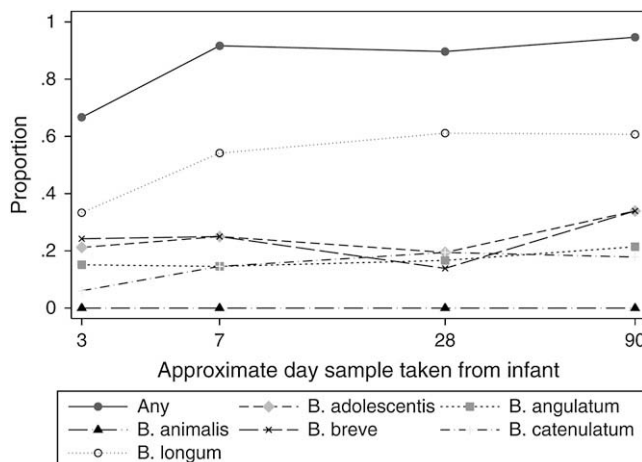 1
.8
.6
.4
.2
0
Proportion
3 7 28 90
Approximate day sample taken from infant
Any B. adolescentis B. angulatum
B. animalis B. breve B. catenulatum
B. longum